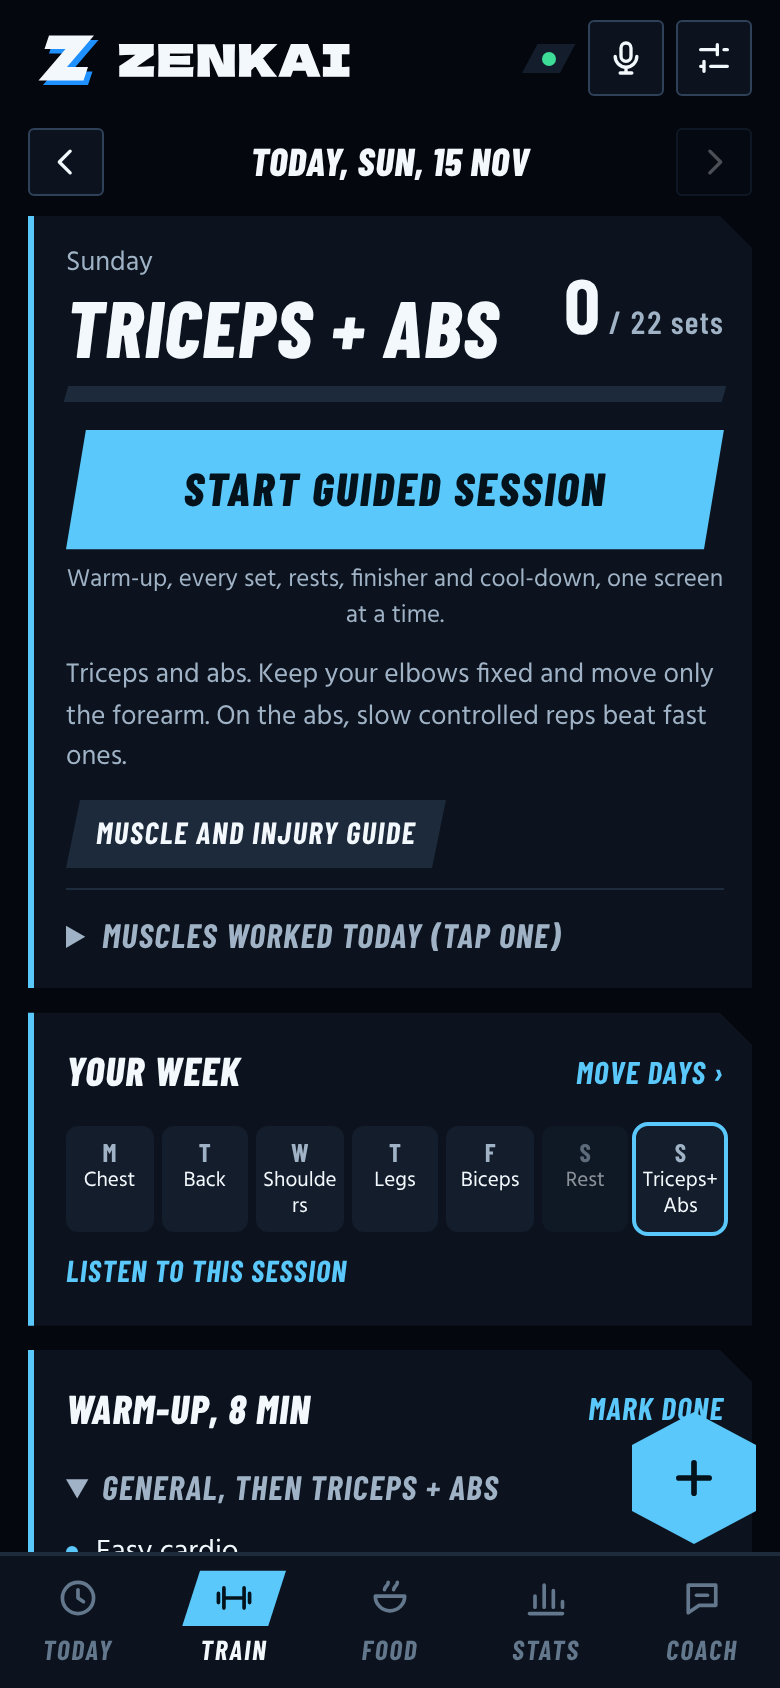 ZENKAI
TODAY, SUN, 15 NOV
Sunday
TRICEPS + ABS
0 / 22 sets
START GUIDED SESSION
Warm-up, every set, rests, finisher and cool-down, one screen
at a time.
Triceps and abs. Keep your elbows fixed and move only
the forearm. On the abs, slow controlled reps beat fast
ones.
MUSCLE AND INJURY GUIDE
MUSCLES WORKED TODAY (TAP ONE)
YOUR WEEK
MOVE DAYS ›
M T W T F S S
Chest Back Shoulde Legs Biceps Rest Triceps+
rs Abs
LISTEN TO THIS SESSION
WARM-UP, 8 MIN
MARK DONE
GENERAL, THEN TRICEPS + ABS
Easy cardio
TODAY TRAIN FOOD STATS COACH